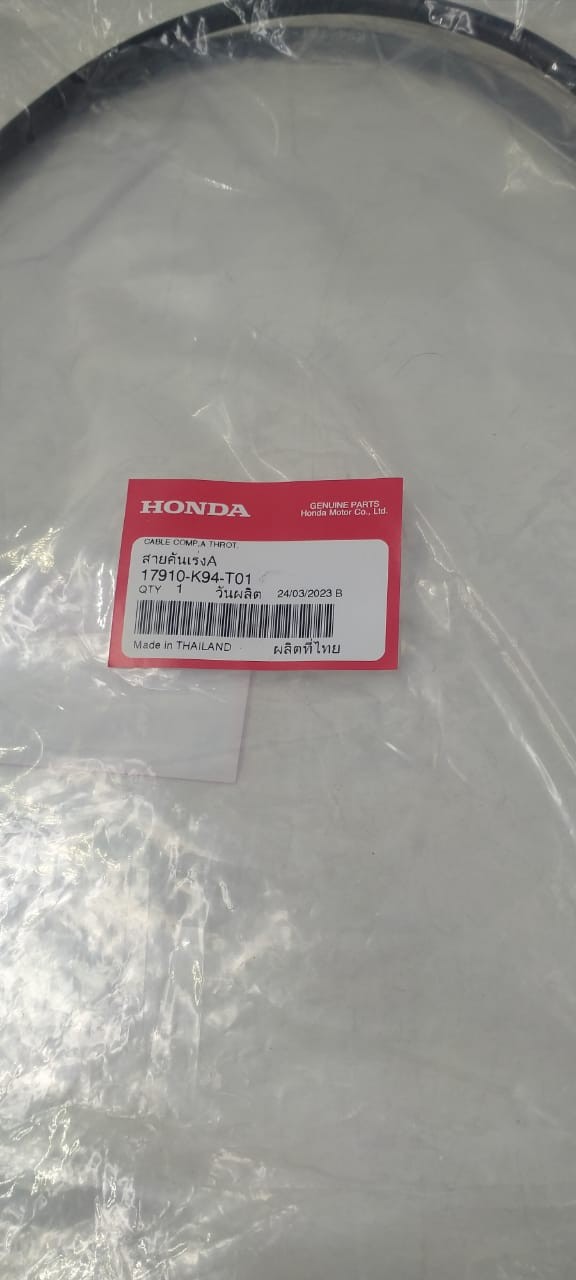 HONDA
GENUINE PARTS
Honda Motor Co., Ltd.
CABLE COMP.,A THROT.
สายคันเร่งA
17910-K94-T01
QTY 1 วันผลิต 24/03/2023 B
Made in THAILAND ผลิตที่ไทย